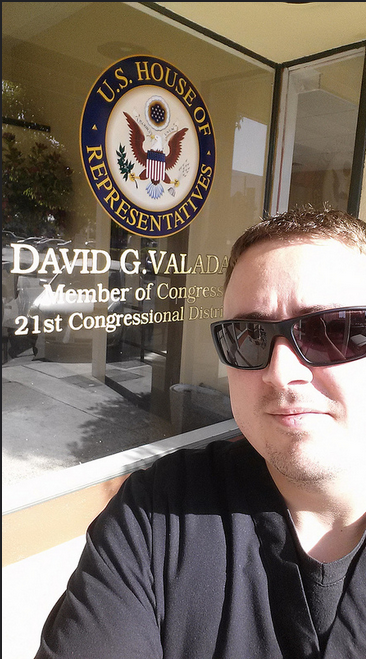 U.S. HOUSE OF
REPRESENTATIVES
DAVID G. VALADA
Member of Congress
21st Congressional Distri